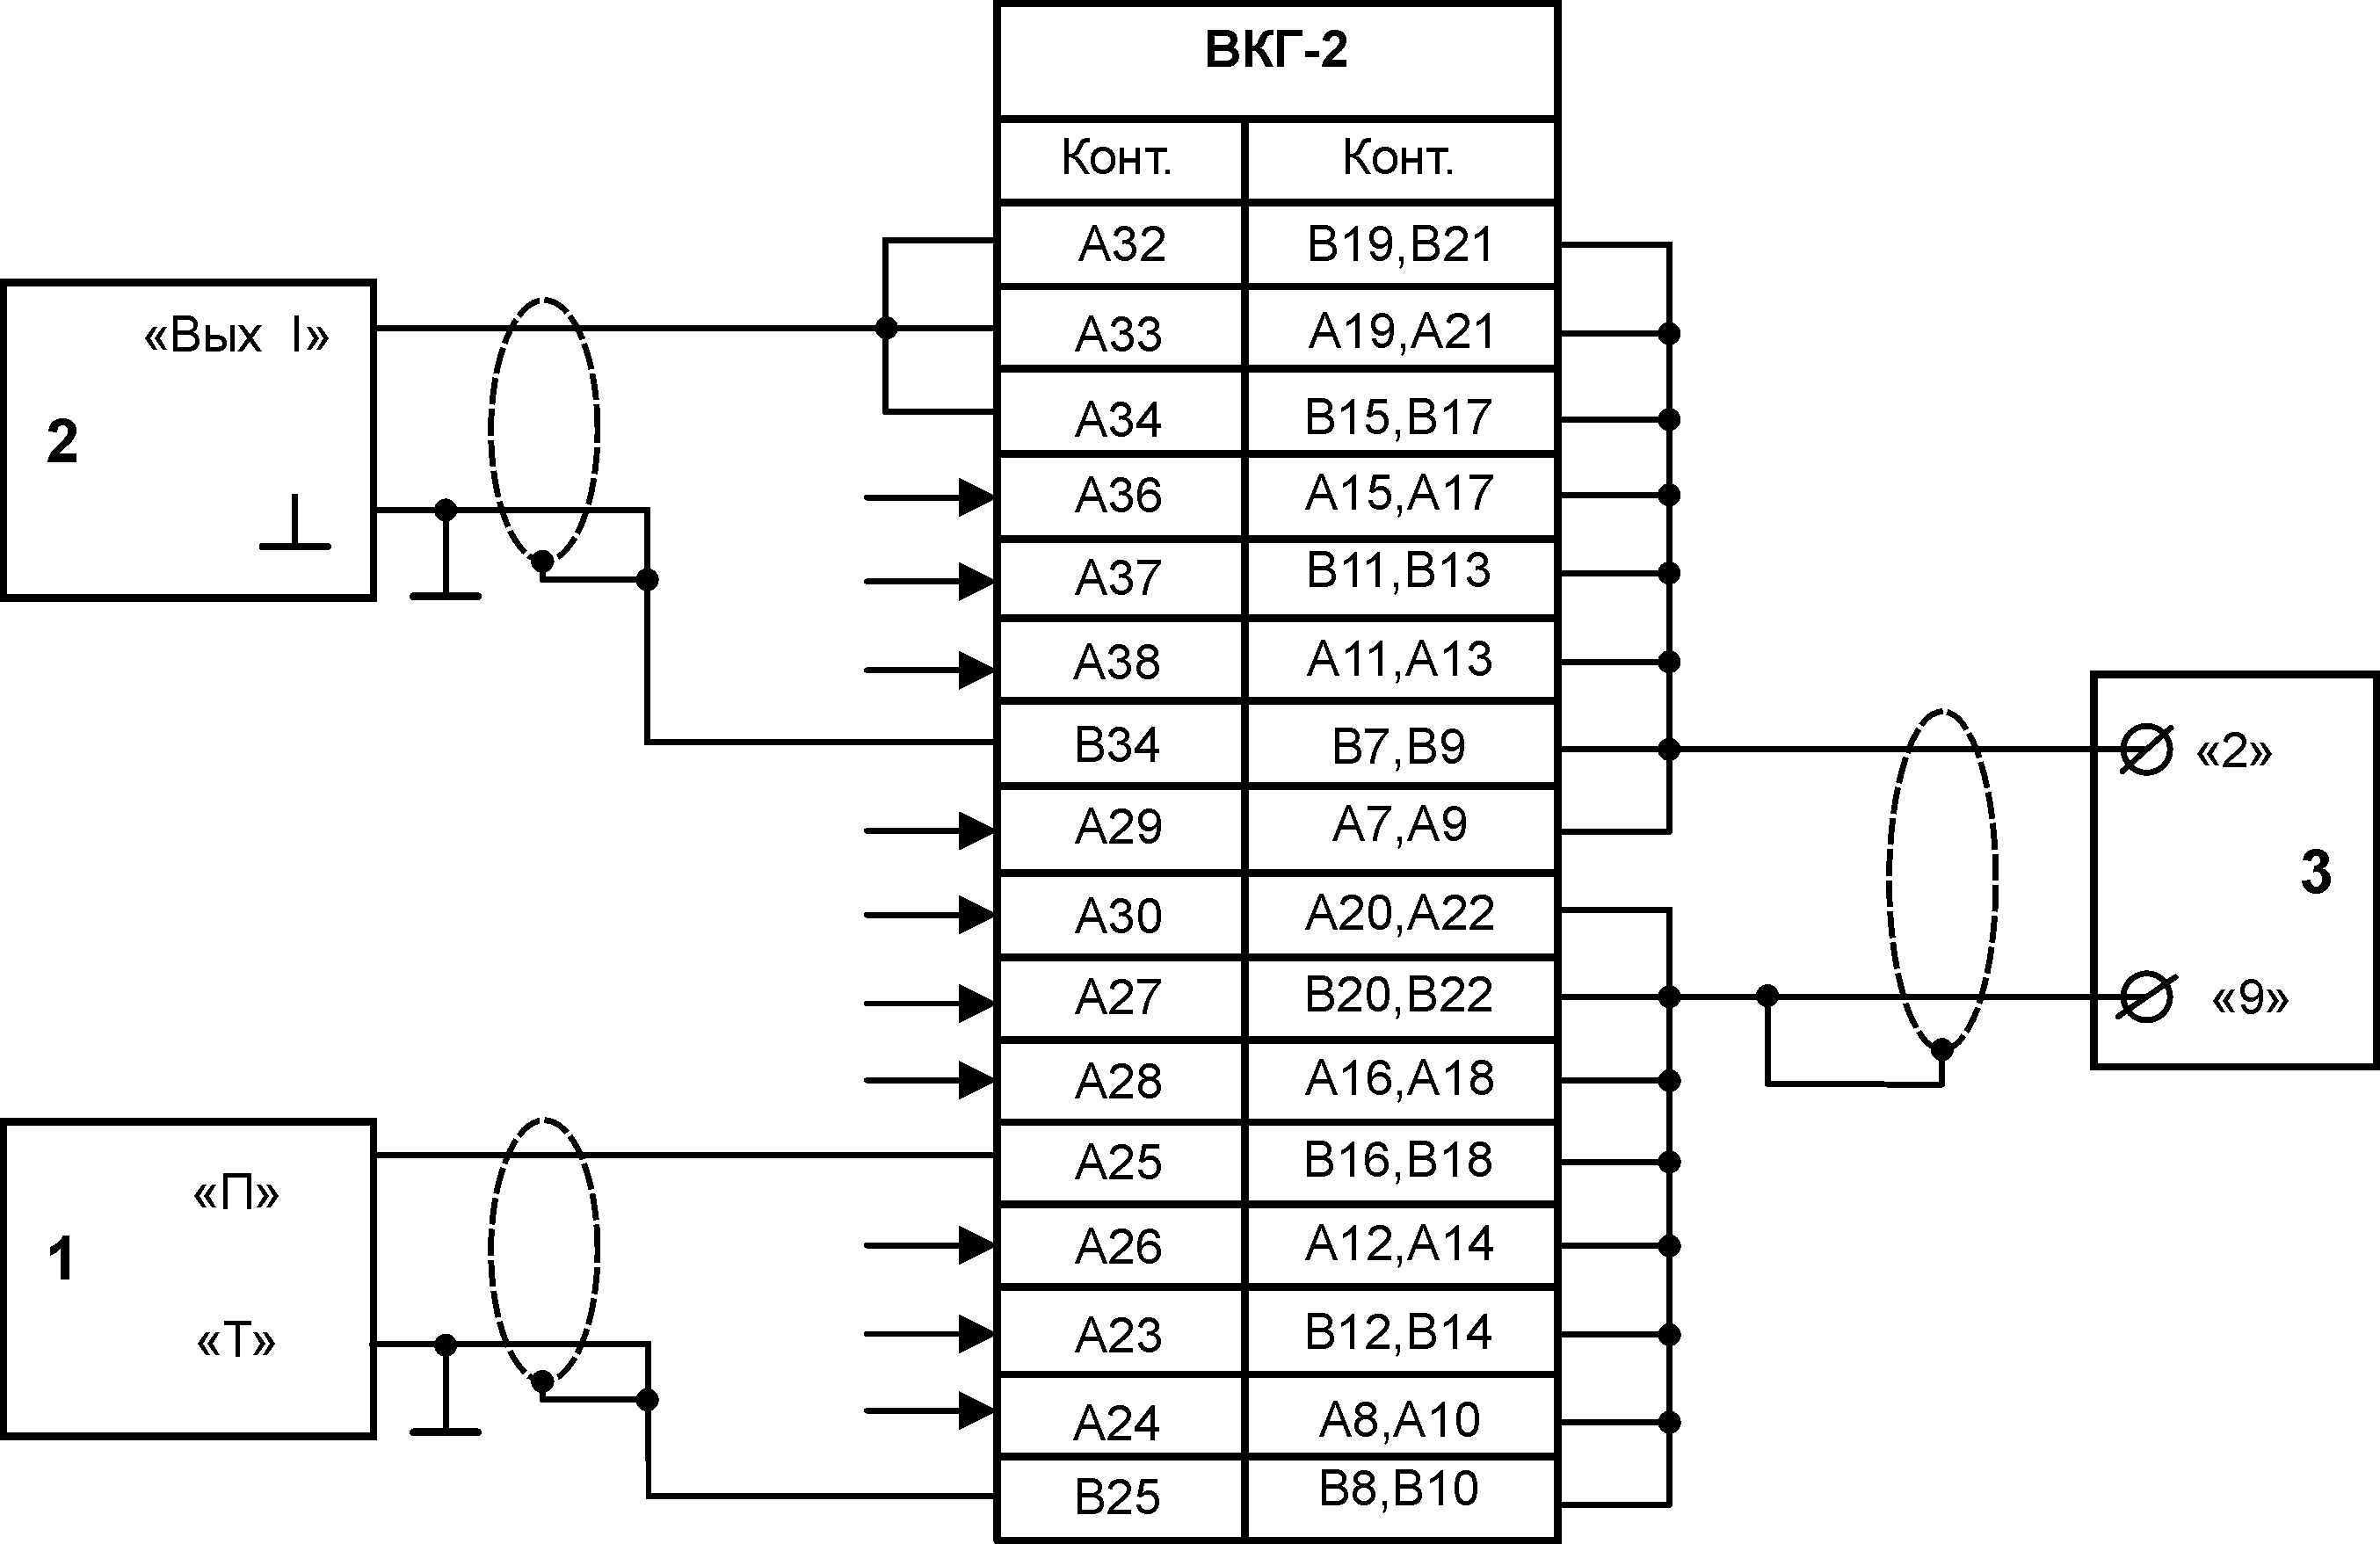 ВКГ-2
Конт. Конт.
А32 В19,В21
«Вых I»
А33 А19,А21
2
А34 В15,В17
А36 А15,А17
А37 В11,В13
А38 А11,А13
В34 В7,В9
«2»
А29 А7,А9
3
А30 А20,А22
А27 В20,В22
«9»
А28 А16,А18
А25 В16,В18
«П»
1
А26 А12,А14
«Т»
А23 В12,В14
А24 А8,А10
В25 В8,В10